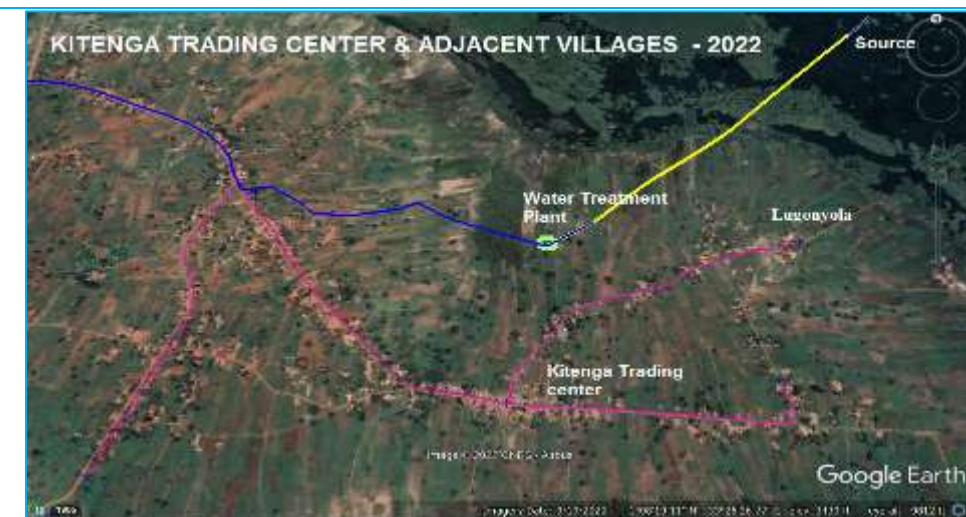 KITENGA TRADING CENTER & ADJACENT VILLAGES - 2022
Source
Water Treatment
Plant
Lugonyola
Kitenga Trading
center
Google Earth